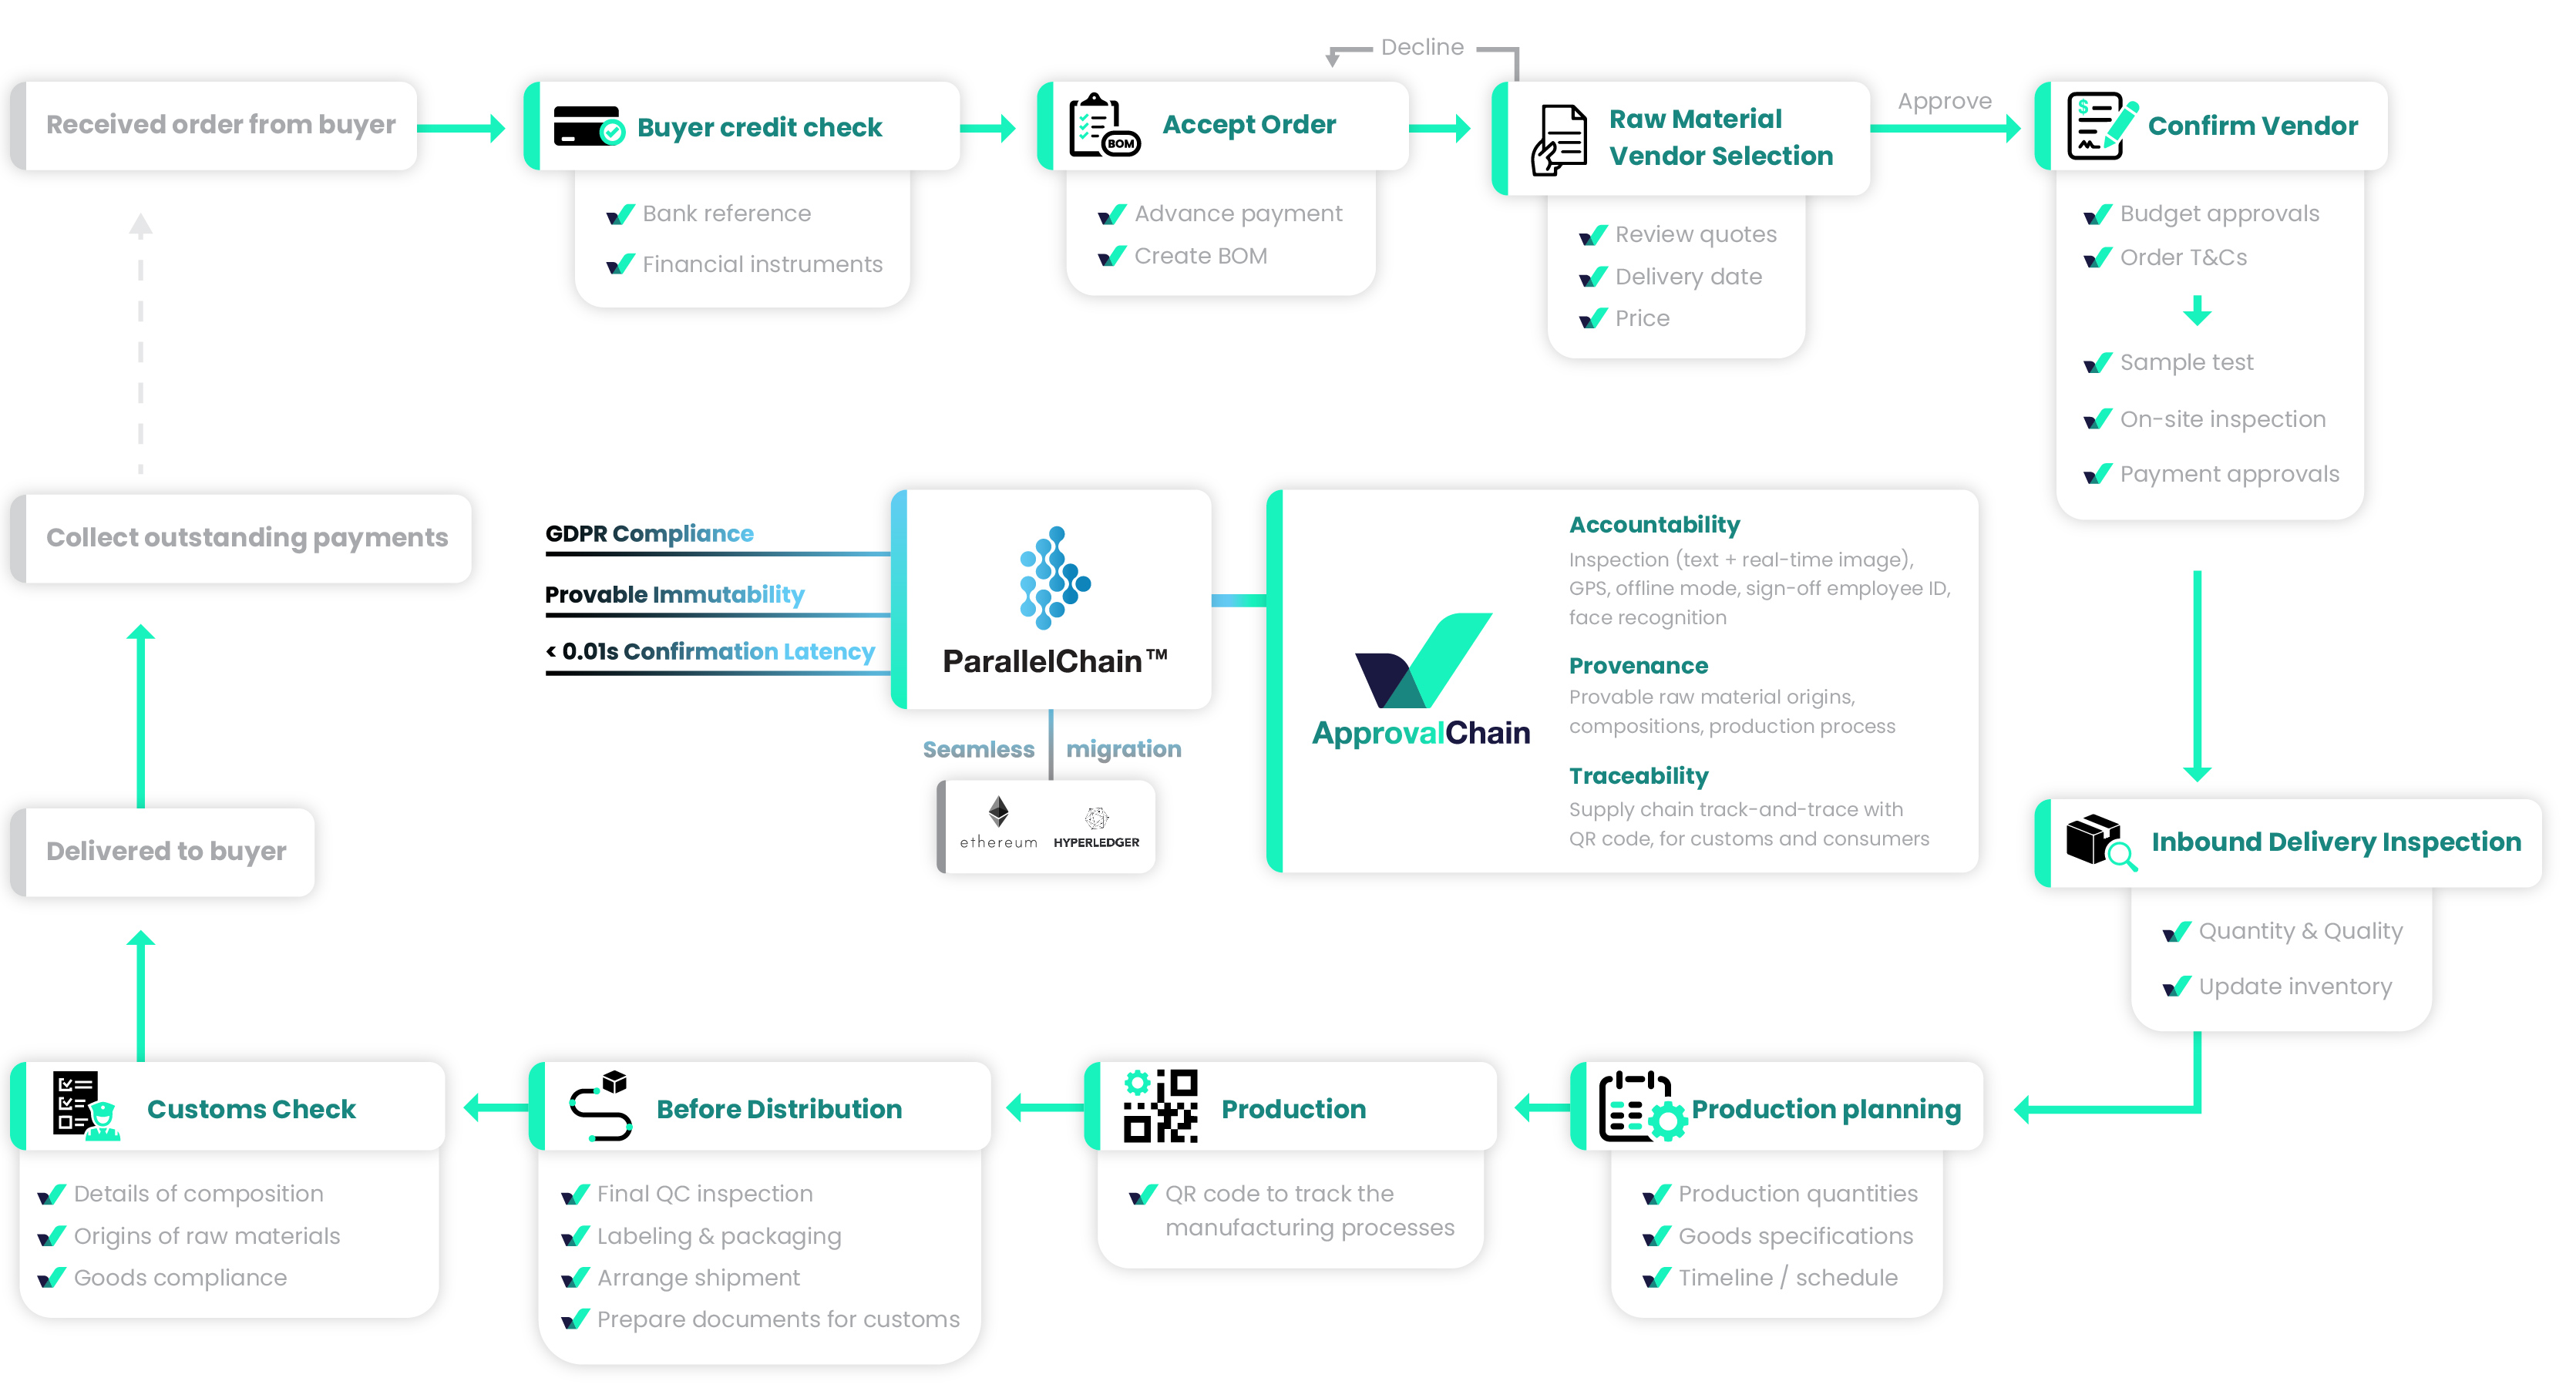 Decline
Received order from buyer
Buyer credit check
Bank reference
Financial instruments
BOM
Accept Order
Advance payment
Create BOM
Raw Material
Vendor Selection
Review quotes
Delivery date
Price
Approve
$
Confirm Vendor
Budget approvals
Order T&Cs
Sample test
On-site inspection
Payment approvals
Collect outstanding payments
GDPR Compliance
Provable Immutability
< 0.01s Confirmation Latency
ParallelChain™
Seamless migration
ethereum
HYPERLEDGER
ApprovalChain
Accountability
Inspection (text + real-time image),
GPS, offline mode, sign-off employee ID,
face recognition
Provenance
Provable raw material origins,
compositions, production process
Traceability
Supply chain track-and-trace with
QR code, for customs and consumers
Delivered to buyer
Inbound Delivery Inspection
Quantity & Quality
Update inventory
Customs Check
Details of composition
Origins of raw materials
Goods compliance
Before Distribution
Final QC inspection
Labeling & packaging
Arrange shipment
Prepare documents for customs
Production
QR code to track the
manufacturing processes
Production planning
Production quantities
Goods specifications
Timeline / schedule